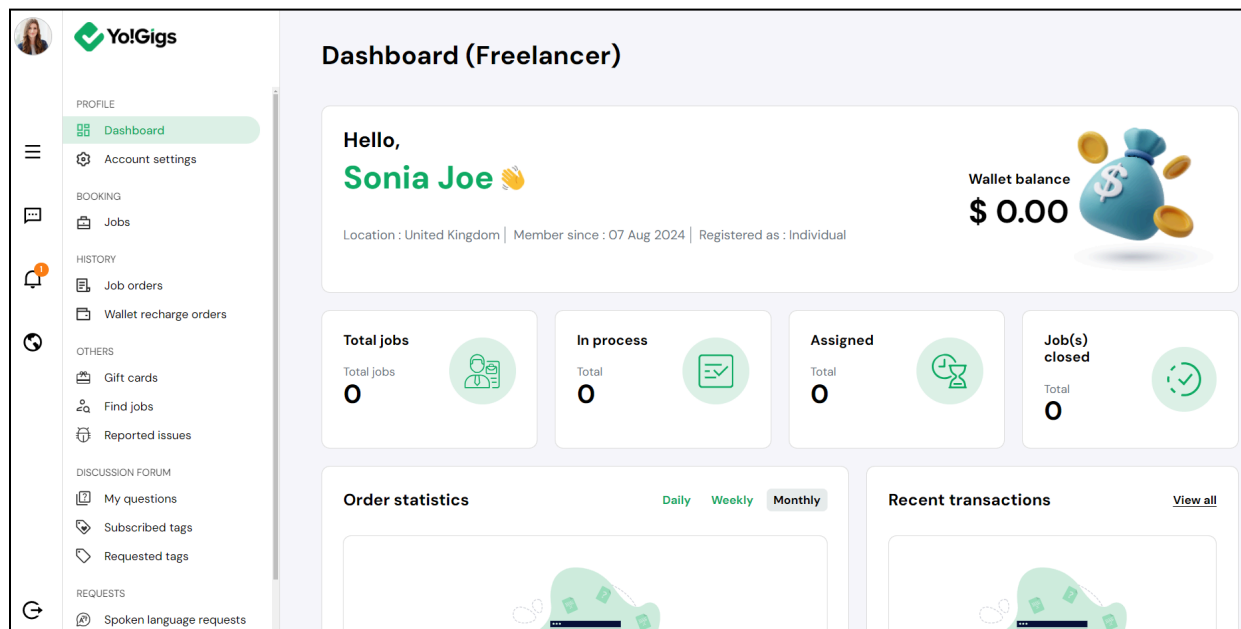 Yo!Gigs
PROFILE
Dashboard
Account settings
BOOKING
Jobs
HISTORY
Job orders
Wallet recharge orders
OTHERS
Gift cards
Find jobs
Reported issues
DISCUSSION FORUM
My questions
Subscribed tags
Requested tags
REQUESTS
Spoken language requests
1
Dashboard (Freelancer)
Hello,
Sonia Joe
Location : United Kingdom | Member since : 07 Aug 2024 | Registered as : Individual
Wallet balance
$ 0.00
$
Total jobs
Total jobs
0
In process
Total
0
Assigned
Total
0
Job(s)
closed
Total
0
Order statistics
Daily Weekly Monthly
Recent transactions
View all